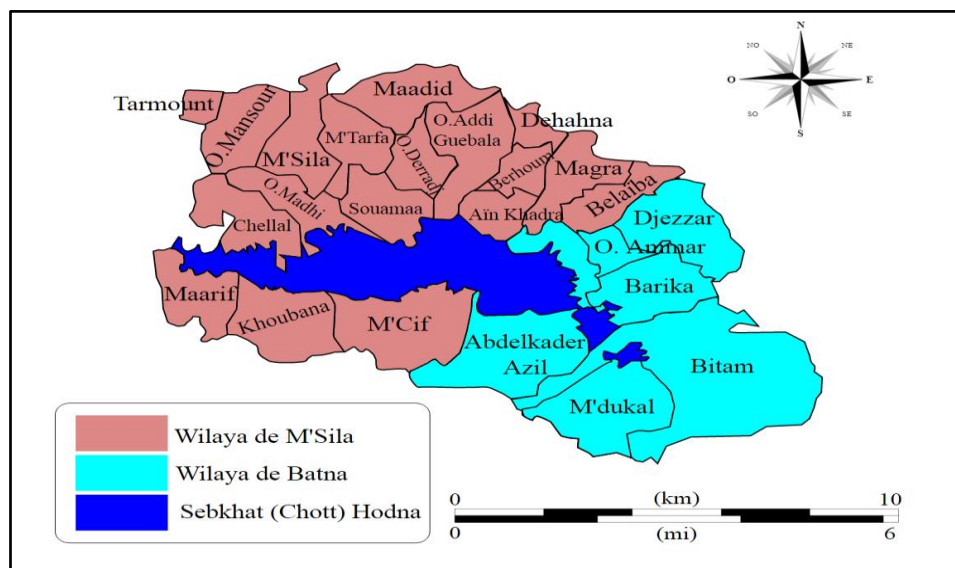 N
NO
NE
O
E
SO
SE
S
Maadid
Tarmount
O.Mansour
M'Tarfa
O.Addi
Guebala
Dehahna
M'Sila
O.Derradj
Berhoum
Magra
O.Madhi
Souamaa
Aïn Khadra
Belaïba
Chellal
Djezzar
O. Ammar
Maarif
Barika
Khoubana
M'Cif
Abdelkader
Azil
Bitam
M'dukal
Wilaya de M'Sila
Wilaya de Batna
Sebkhat (Chott) Hodna
0 (km) 10
0 (mi) 6